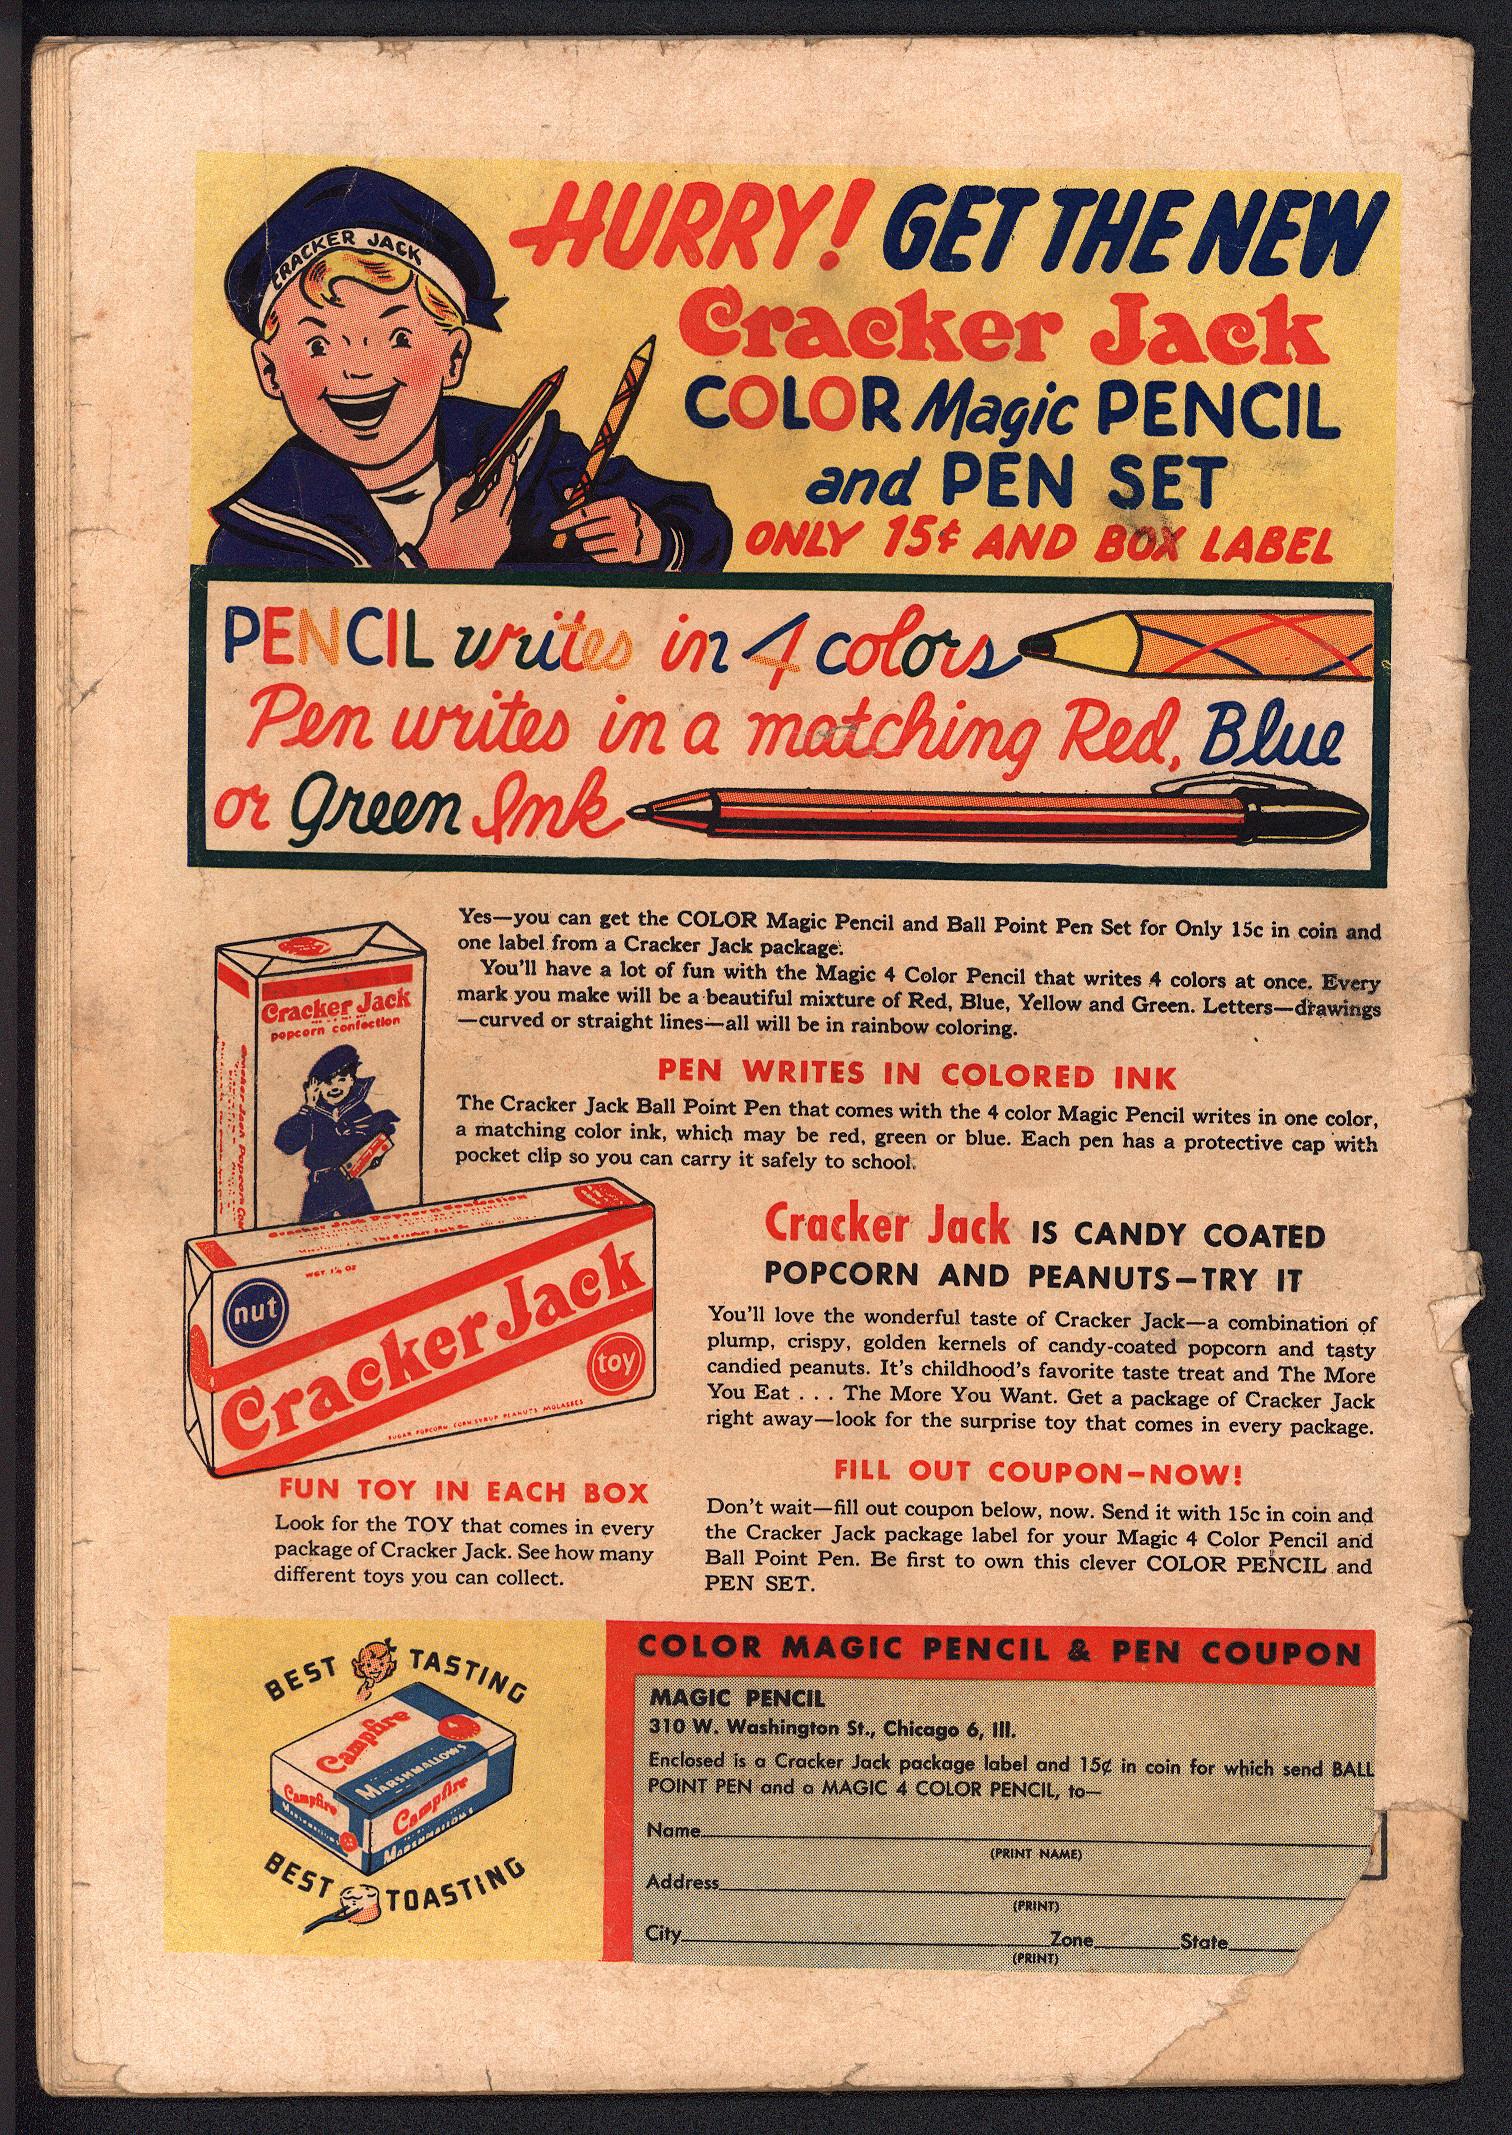 CRACKER JACK
HURRY! GET THE NEW
Cracker Jack
COLOR Magic PENCIL
and PEN SET
ONLY 15¢ AND BOX LABEL
PENCIL writes in 4 colors
Pen writes in a matching Red, Blue
or Green Ink
Yes—you can get the COLOR Magic Pencil and Ball Point Pen Set for Only 15c in coin and
one label from a Cracker Jack package.
You'll have a lot of fun with the Magic 4 Color Pencil that writes 4 colors at once. Every
mark you make will be a beautiful mixture of Red, Blue, Yellow and Green. Letters—drawings
—curved or straight lines—all will be in rainbow coloring.
PEN WRITES IN COLORED INK
The Cracker Jack Ball Point Pen that comes with the 4 color Magic Pencil writes in one color,
a matching color ink, which may be red, green or blue. Each pen has a protective cap with
pocket clip so you can carry it safely to school.
Cracker Jack
popcorn confection
Cracker Jack Popcorn Confection
WGT. 1¼ OZ
nut
Cracker Jack
toy
SUGAR POPCORN CORN SYRUP PEANUTS MOLASSES
Cracker Jack IS CANDY COATED
POPCORN AND PEANUTS—TRY IT
You'll love the wonderful taste of Cracker Jack—a combination of
plump, crispy, golden kernels of candy-coated popcorn and tasty
candied peanuts. It's childhood's favorite taste treat and The More
You Eat . . . The More You Want. Get a package of Cracker Jack
right away—look for the surprise toy that comes in every package.
FUN TOY IN EACH BOX
Look for the TOY that comes in every
package of Cracker Jack. See how many
different toys you can collect.
FILL OUT COUPON—NOW!
Don't wait—fill out coupon below, now. Send it with 15c in coin and
the Cracker Jack package label for your Magic 4 Color Pencil and
Ball Point Pen. Be first to own this clever COLOR PENCIL and
PEN SET.
BEST TASTING
Campfire
MARSHMALLOWS
Campfire
MARSHMALLOWS
Campfire
MARSHMALLOWS
BEST TOASTING
COLOR MAGIC PENCIL & PEN COUPON
MAGIC PENCIL
310 W. Washington St., Chicago 6, Ill.
Enclosed is a Cracker Jack package label and 15¢ in coin for which send BALL
POINT PEN and a MAGIC 4 COLOR PENCIL, to—
Name
(PRINT NAME)
Address
(PRINT)
City Zone State
(PRINT)